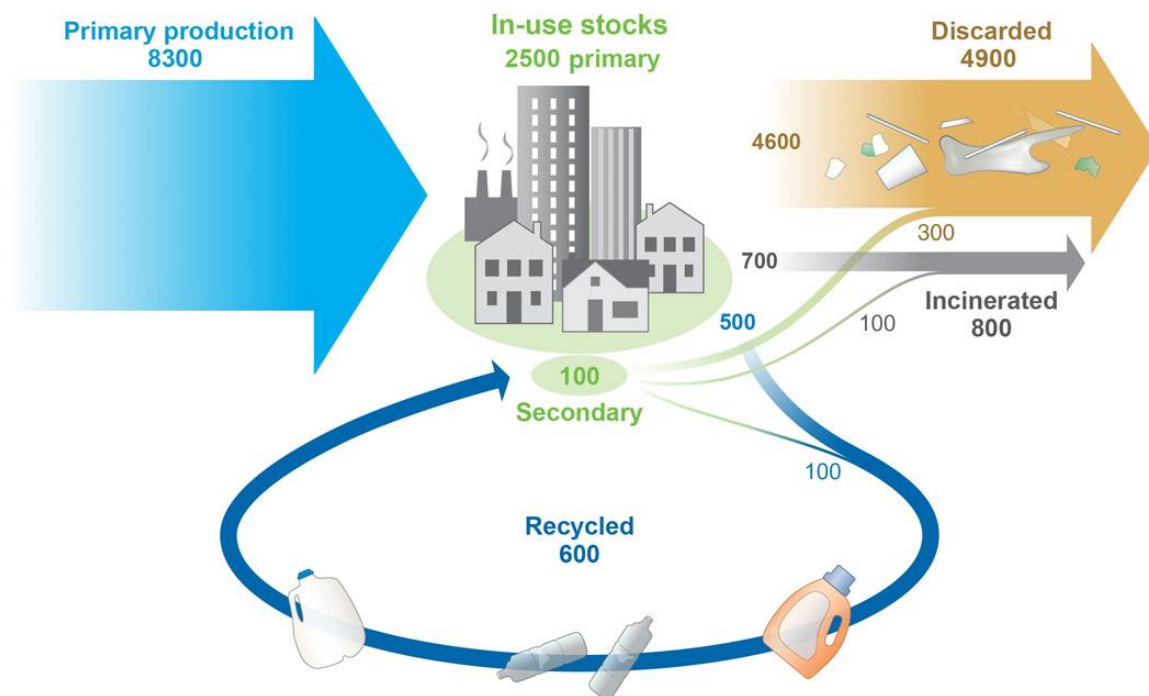 Primary production
8300
In-use stocks
2500 primary
Discarded
4900
4600
300
700
Incinerated
800
500
100
100
Secondary
100
Recycled
600